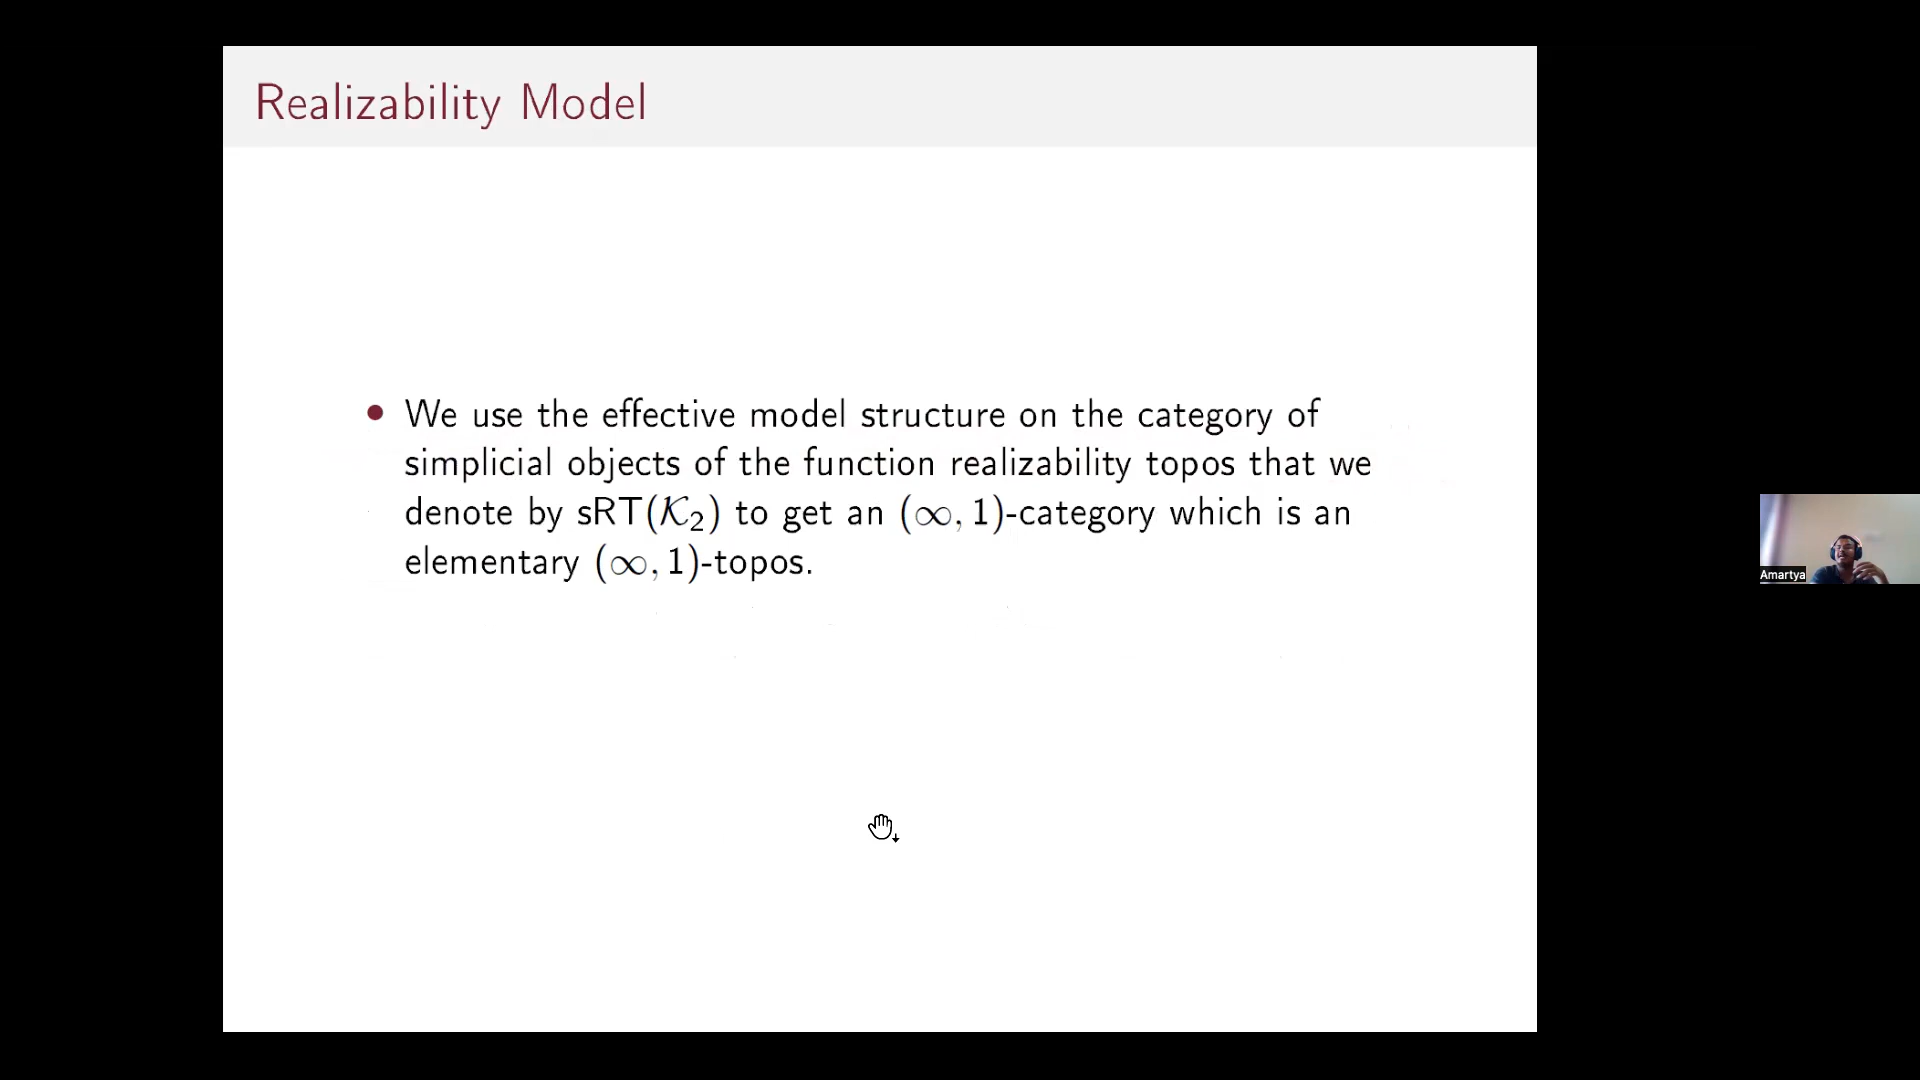 Realizability Model
• We use the effective model structure on the category of
simplicial objects of the function realizability topos that we
denote by sRT(𝒦₂) to get an (∞, 1)-category which is an
elementary (∞, 1)-topos.
Amartya